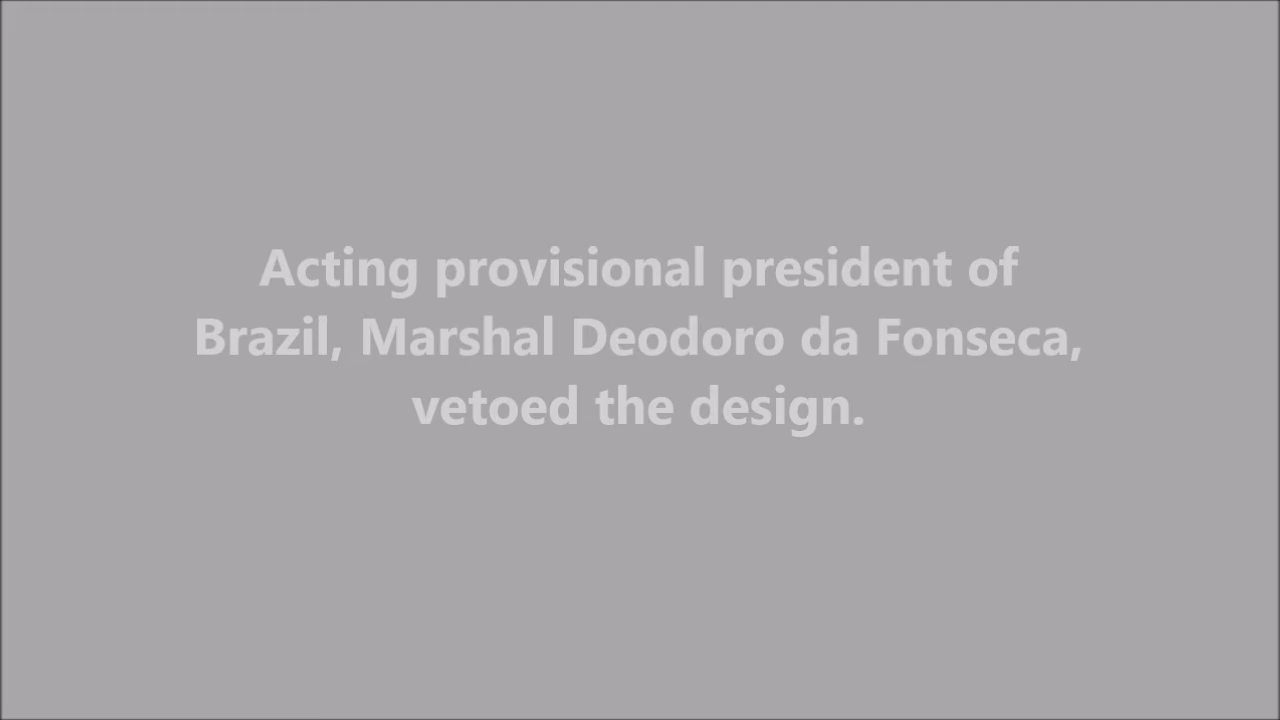 Acting provisional president of
Brazil, Marshal Deodoro da Fonseca,
vetoed the design.